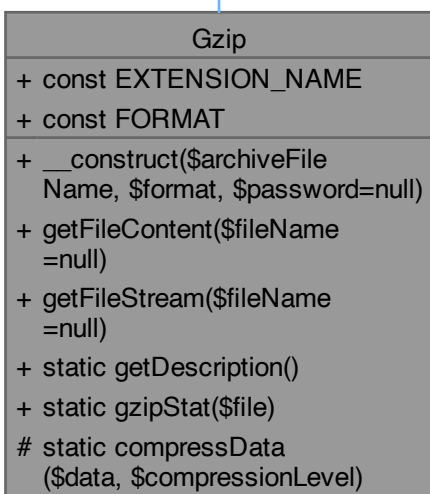 Gzip
+ const EXTENSION_NAME
+ const FORMAT
+ __construct($archiveFile
Name, $format, $password=null)
+ getFileContent($fileName
=null)
+ getFileStream($fileName
=null)
+ static getDescription()
+ static gzipStat($file)
# static compressData
($data, $compressionLevel)